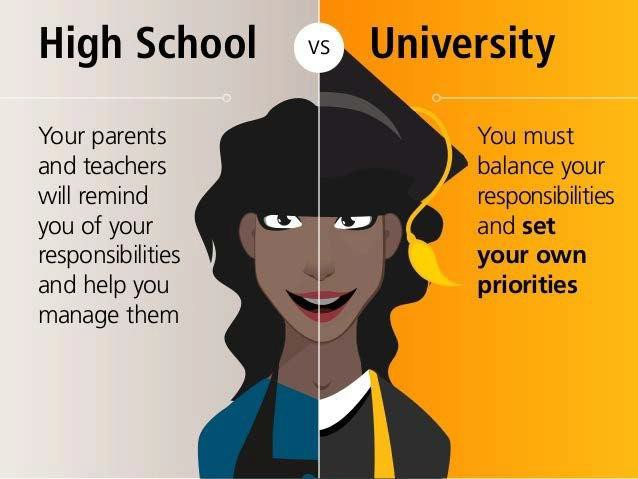 High School
VS
University
Your parents
and teachers
will remind
you of your
responsibilities
and help you
manage them
You must
balance your
responsibilities
and set
your own
priorities